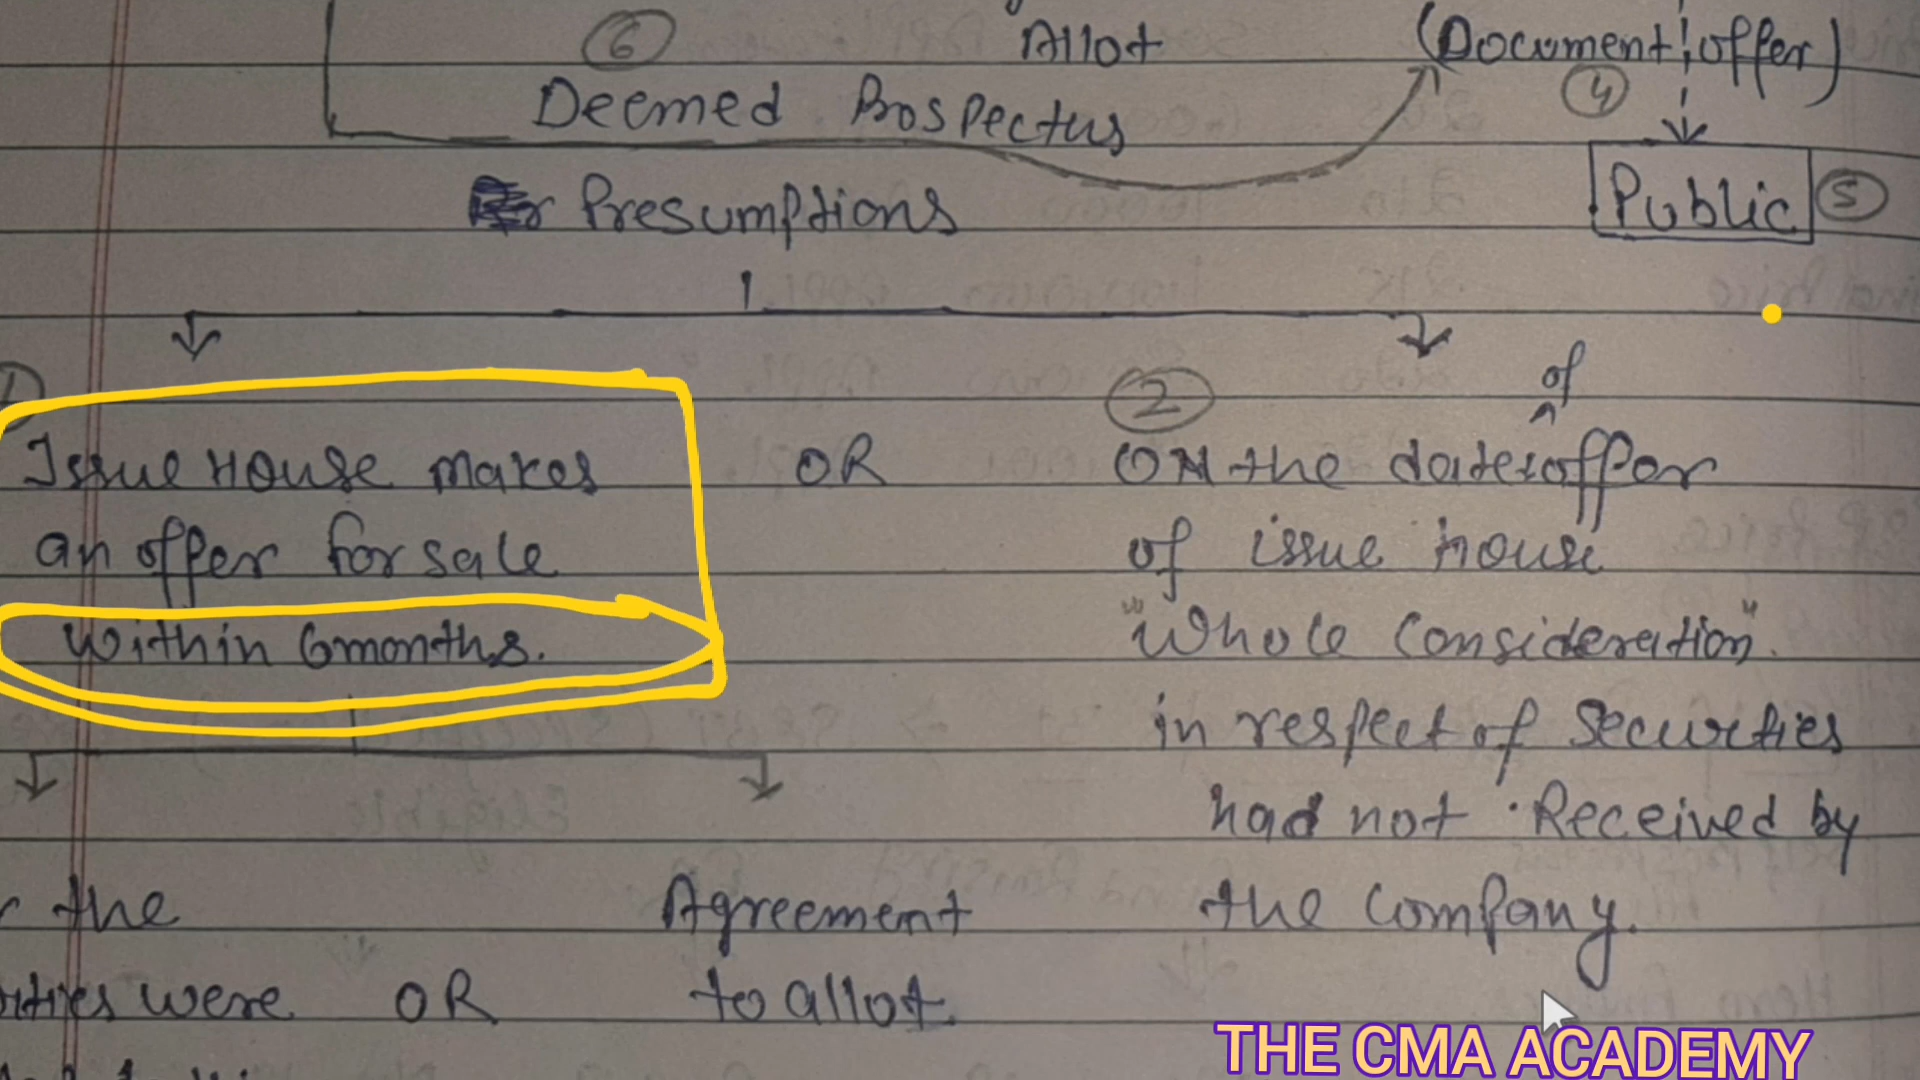 6 Allot (Document offer)
4
Deemed Prospectus
Presumptions Public 5
of
2
Issue House makes OR ON the date offer
an offer for sale of issue house
within 6 months. "Whole Consideration".
in respect of Securities
had not Received by
the Agreement the Company.
were OR to allot.
THE CMA ACADEMY